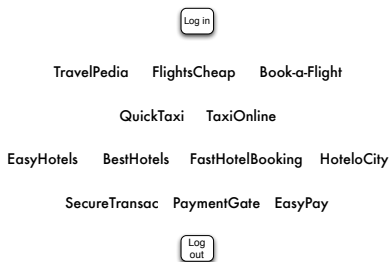 Log in
TravelPedia FlightsCheap Book-a-Flight
QuickTaxi TaxiOnline
EasyHotels BestHotels FastHotelBooking HoteloCity
SecureTransac PaymentGate EasyPay
Log
out